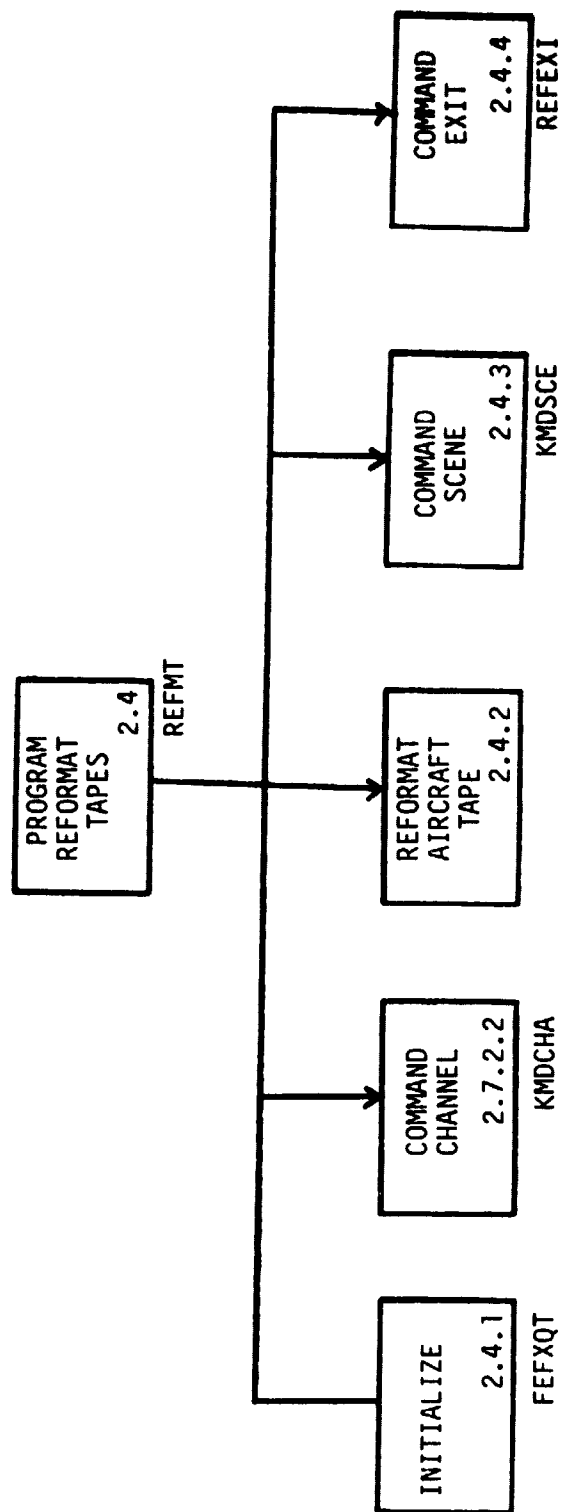 PROGRAM
REFORMAT
TAPES
2.4
REFMT
INITIALIZE
2.4.1
FEFXQT
COMMAND
CHANNEL
2.7.2.2
KMDCHA
REFORMAT
AIRCRAFT
TAPE
2.4.2
COMMAND
SCENE
2.4.3
KMDSCE
COMMAND
EXIT
2.4.4
REFEXI